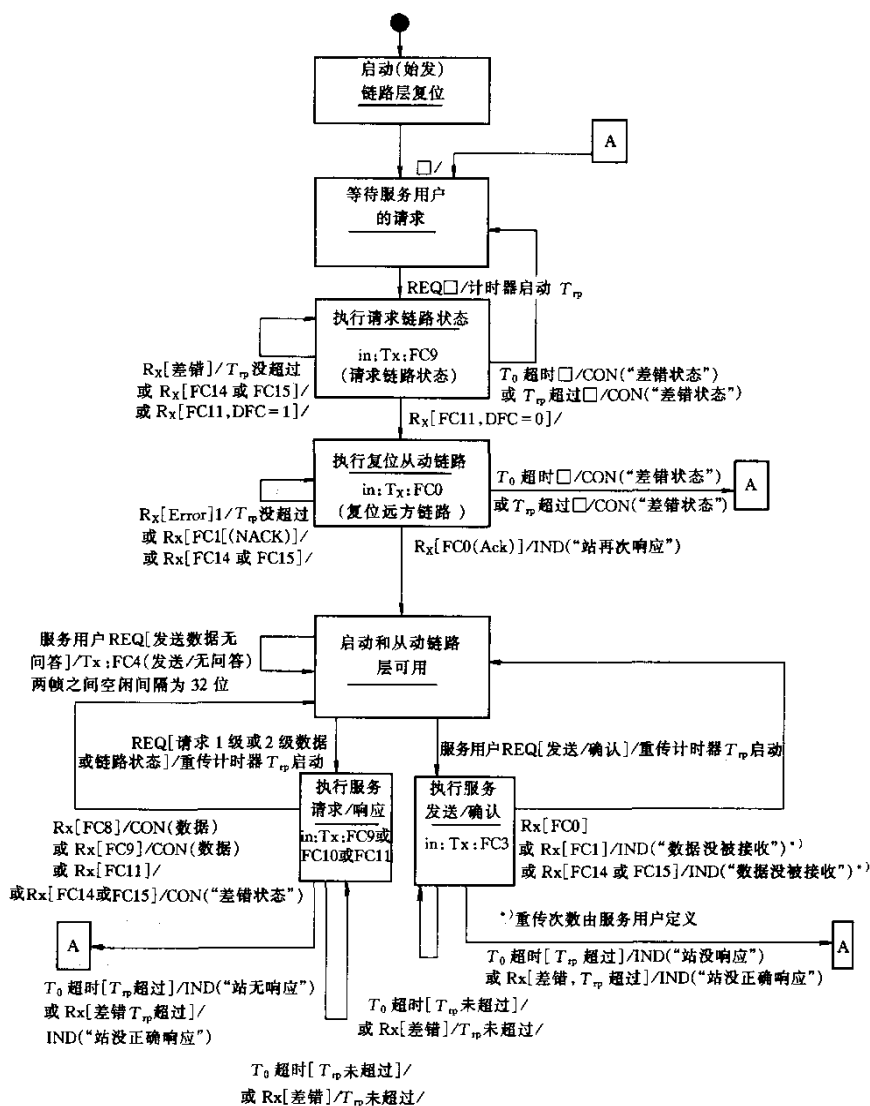 启动(始发)
链路层复位
A
□/
等待服务用户
的请求
REQ□/计时器启动 Trp
执行请求链路状态
in:Tx:FC9
(请求链路状态)
RX[差错]/Trp没超过
或 RX[FC14 或 FC15]/
或 RX[FC11,DFC=1]/
T0 超时□/CON(“差错状态”)
或 Trp超过□/CON(“差错状态”)
RX[FC11,DFC=0]/
执行复位从动链路
in:TX:FC0
(复位远方链路)
T0 超时□/CON(“差错状态”)
或 Trp超过□/CON(“差错状态”)
A
RX[Error]1/Trp没超过
或 Rx[FC1[(NACK)]/
或 Rx[FC14 或 FC15]/
RX[FC0(Ack)]/IND(“站再次响应”)
服务用户 REQ[发送数据无
问答]/Tx:FC4(发送/无问答)
两帧之间空闲间隔为 32 位
启动和从动链路
层可用
REQ[请求 1 级或 2 级数据
或链路状态]/重传计时器 Trp启动
服务用户REQ[发送/确认]/重传计时器 Trp启动
执行服务
请求/响应
in:Tx:FC9或
FC10或FC11
执行服务
发送/确认
in:Tx:FC3
Rx[FC8]/CON(数据)
或 Rx[FC9]/CON(数据)
或 Rx[FC11]/
或Rx[FC14或FC15]/CON(“差错状态”)
Rx[FC0]
或 Rx[FC1]/IND(“数据没被接收”)*)
或 Rx[FC14 或 FC15]/IND(“数据没被接收”)*)
*)重传次数由服务用户定义
A
A
T0 超时[Trp超过]/IND(“站无响应”)
或 Rx[差错Trp超过]/
IND(“站没正确响应”)
T0 超时[Trp 超过]/IND(“站没响应”)
或 Rx[差错,Trp 超过]/IND(“站没正确响应”)
T0 超时[Trp未超过]/
或 Rx[差错]/Trp未超过/
T0 超时[Trp未超过]/
或 Rx[差错]/Trp未超过/